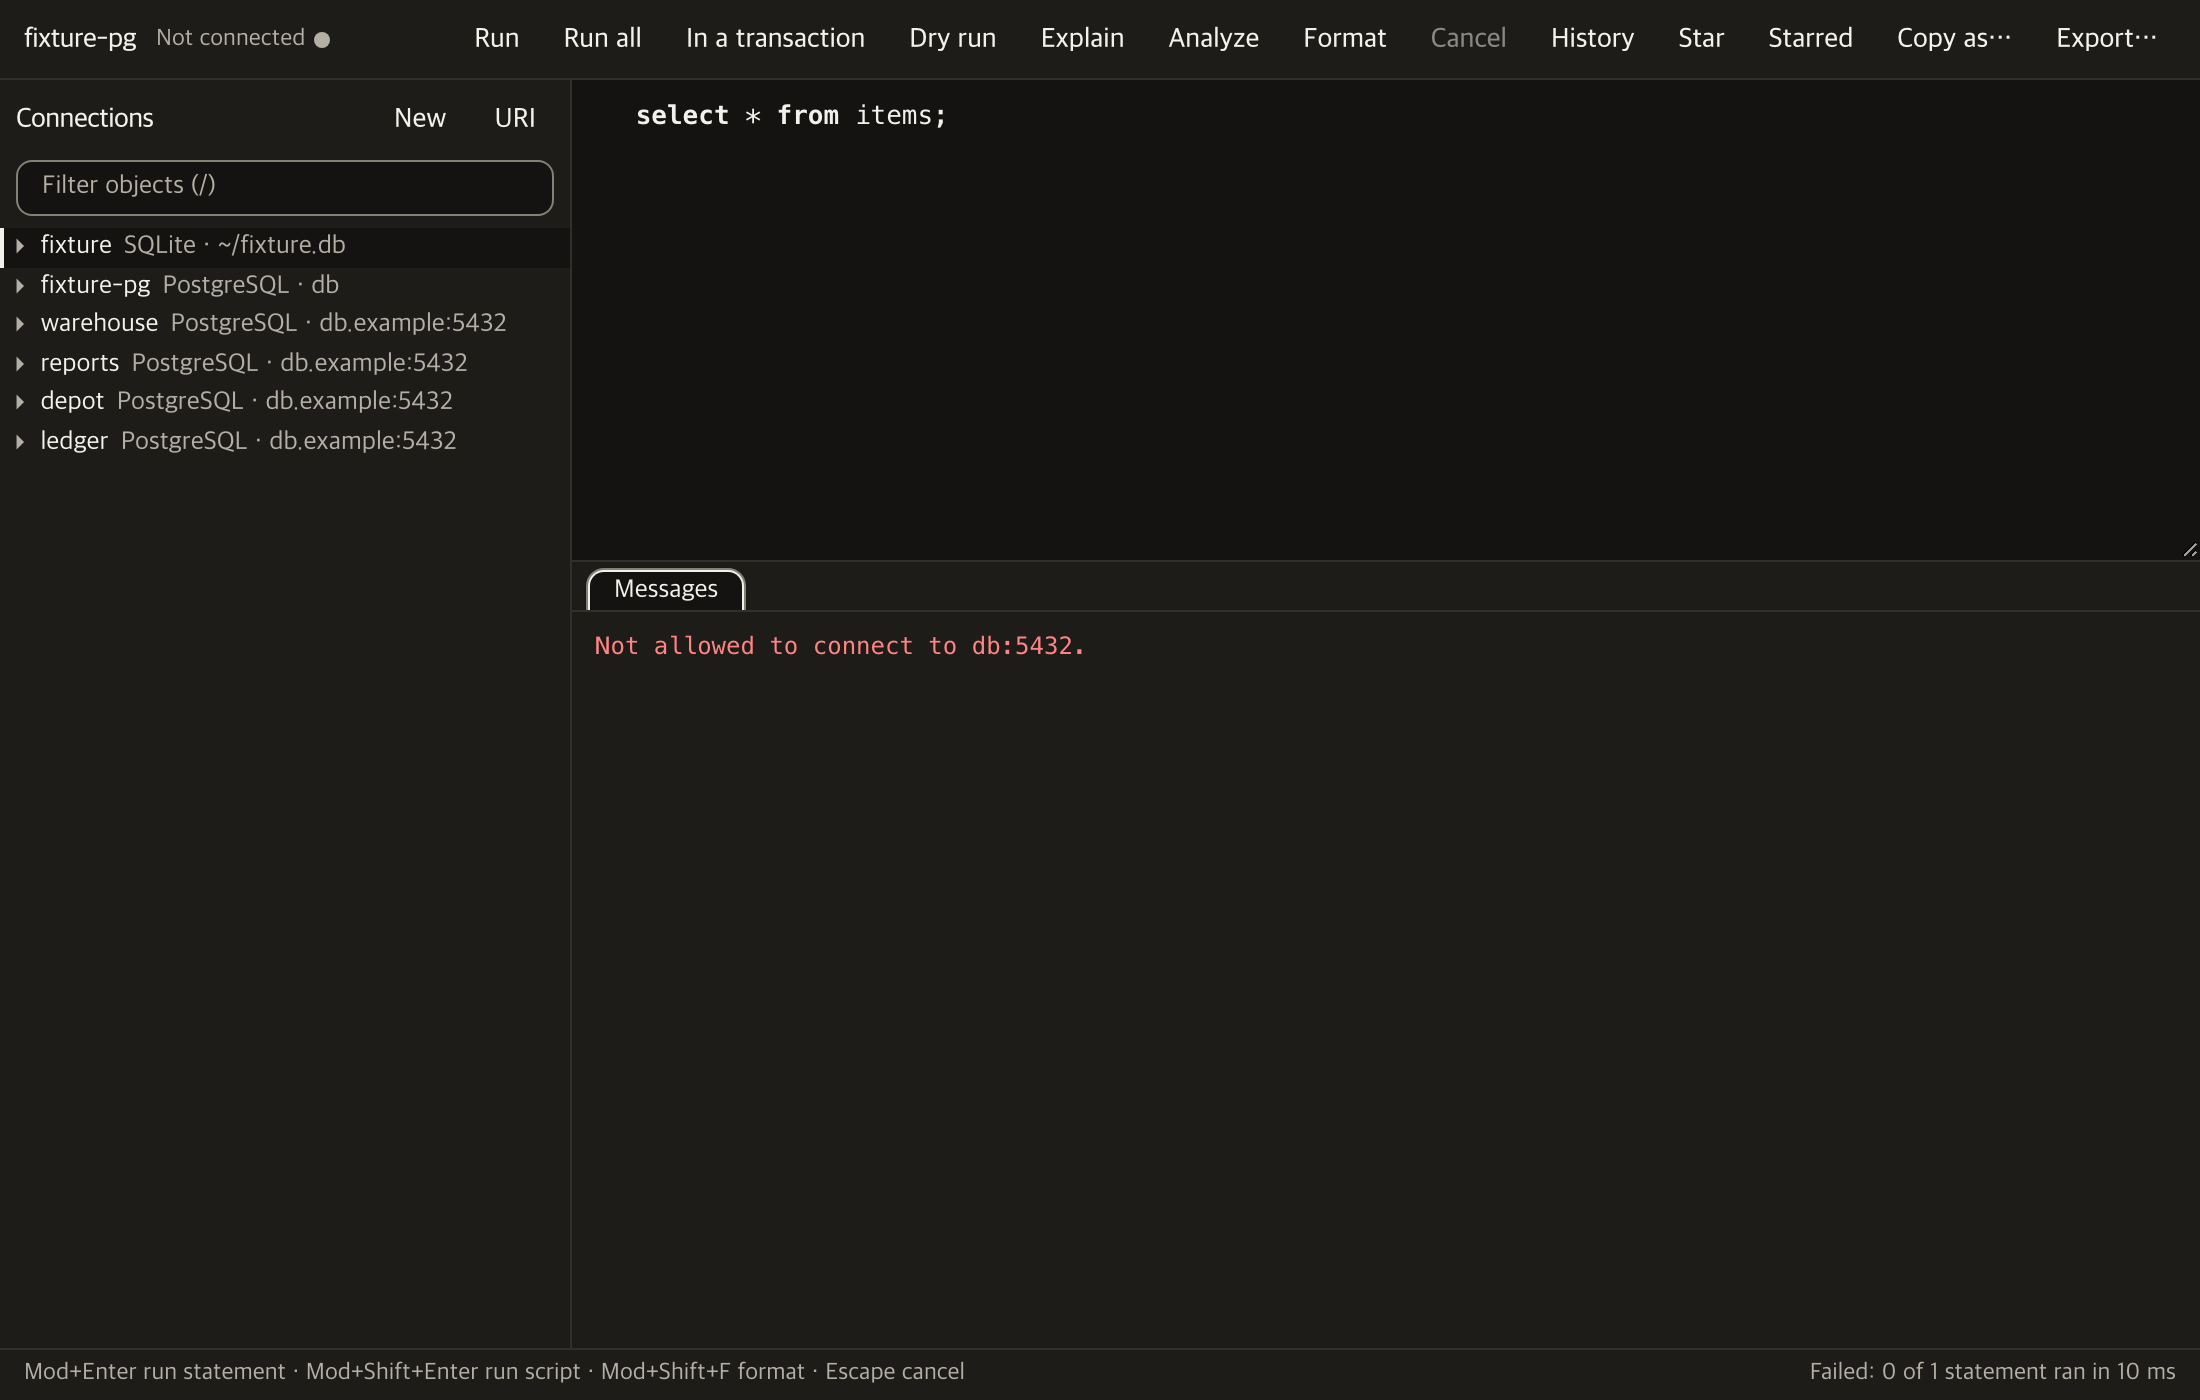 fixture-pg Not connected Run Run all In a transaction Dry run Explain Analyze Format Cancel History Star Starred Copy as⋯ Export⋯
Connections New URI
Filter objects (/)
fixture SQLite · ~/fixture.db
fixture-pg PostgreSQL · db
warehouse PostgreSQL · db.example:5432
reports PostgreSQL · db.example:5432
depot PostgreSQL · db.example:5432
ledger PostgreSQL · db.example:5432
select * from items;
Messages
Not allowed to connect to db:5432.
Mod+Enter run statement · Mod+Shift+Enter run script · Mod+Shift+F format · Escape cancel
Failed: 0 of 1 statement ran in 10 ms